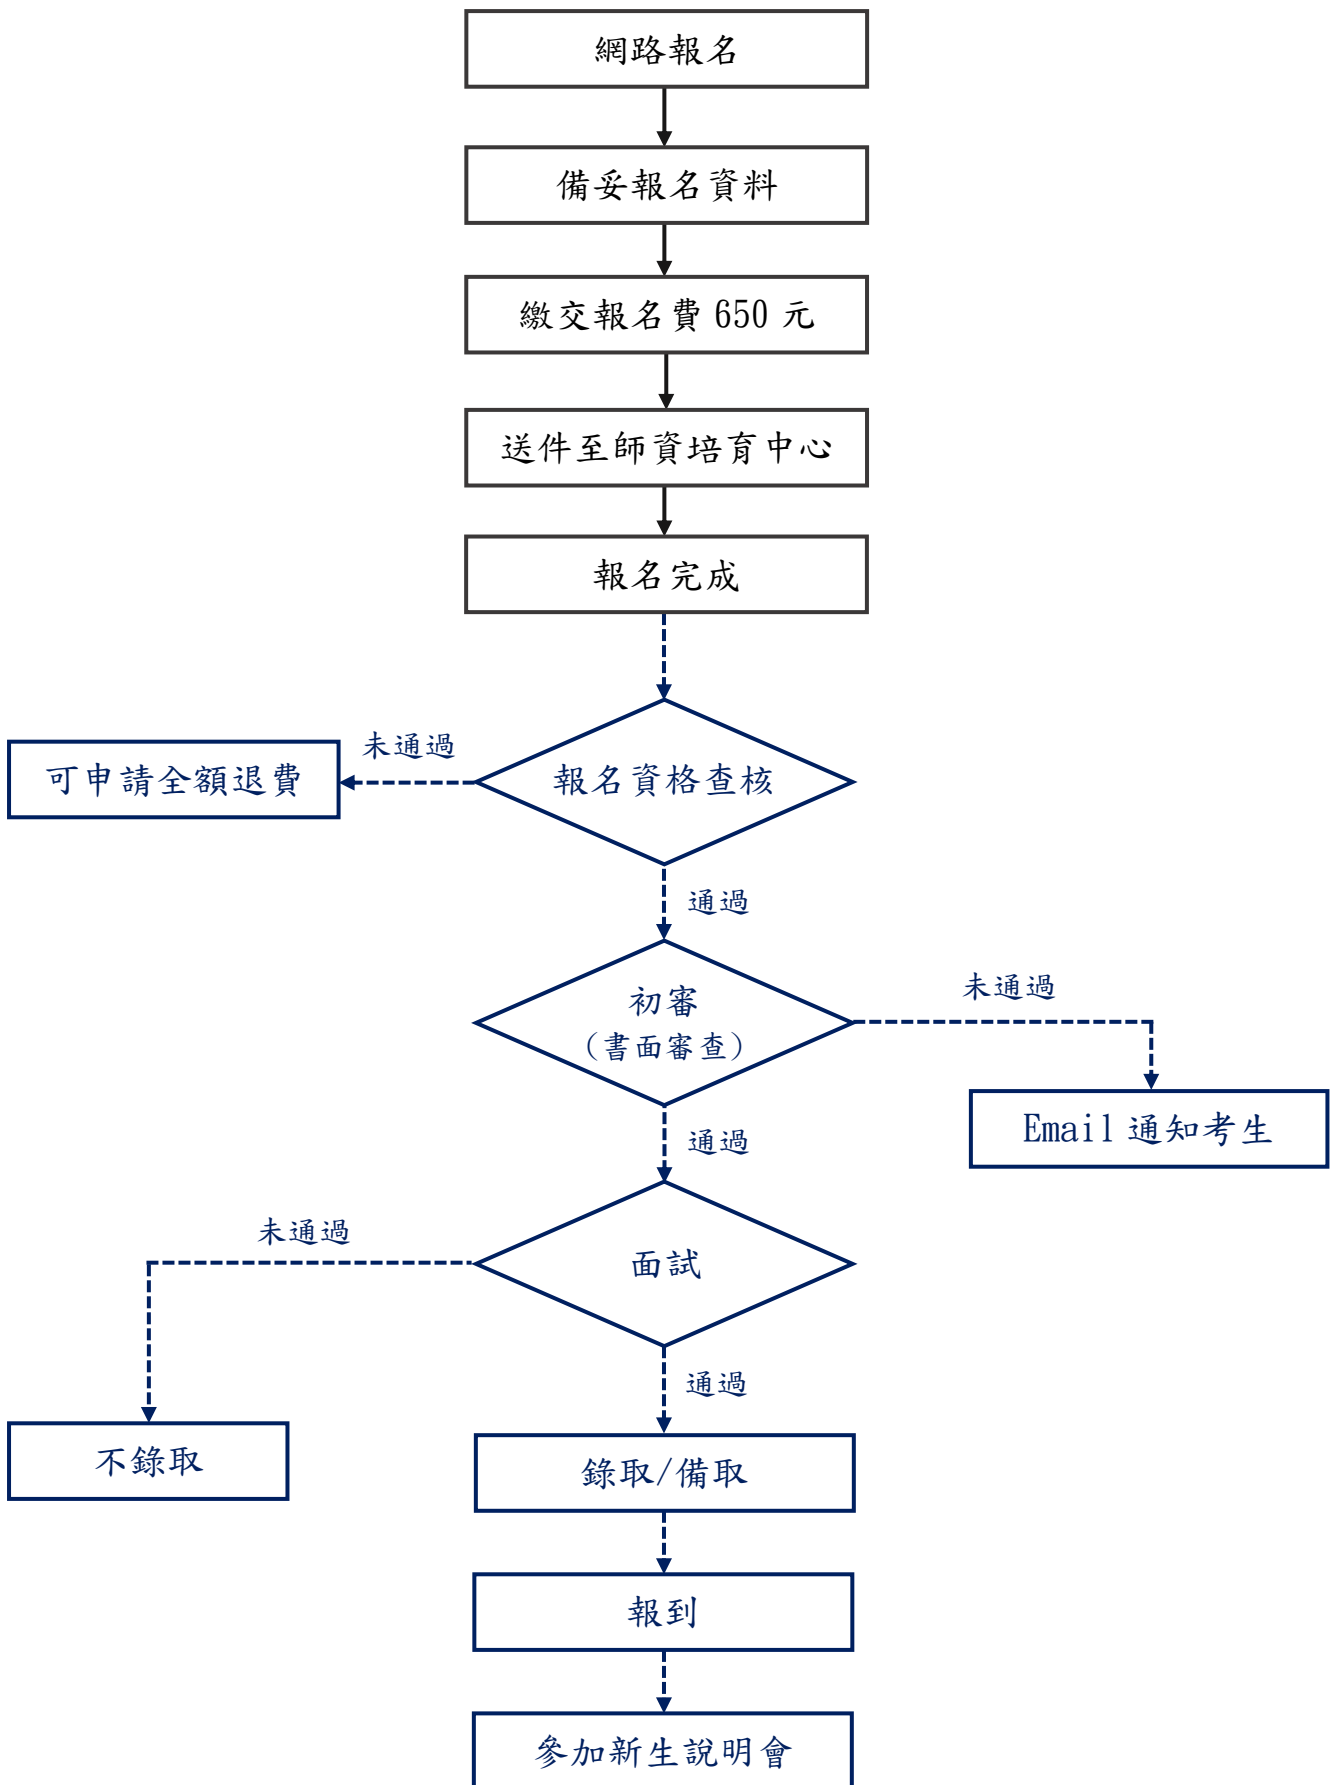 網路報名
備妥報名資料
繳交報名費 650 元
送件至師資培育中心
報名完成
未通過
可申請全額退費
報名資格查核
通過
初審
(書面審查)
未通過
Email 通知考生
通過
未通過
面試
通過
不錄取
錄取/備取
報到
參加新生說明會